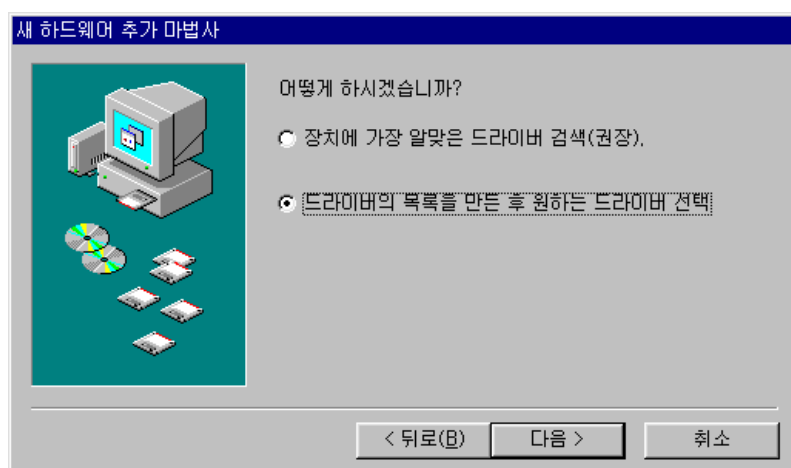 새 하드웨어 추가 마법사
어떻게 하시겠습니까?
장치에 가장 알맞은 드라이버 검색(권장).
드라이버의 목록을 만든 후 원하는 드라이버 선택
< 뒤로(B)
다음 >
취소